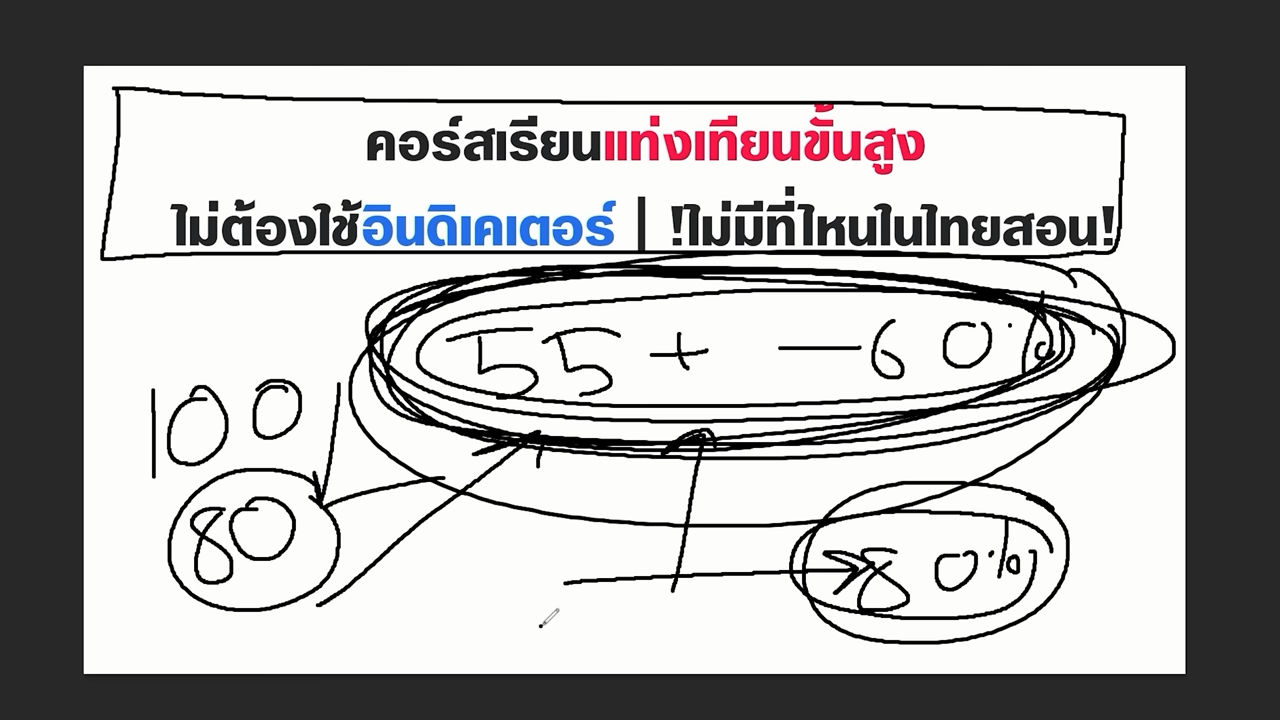 คอร์สเรียนแท่งเทียนขั้นสูง
ไม่ต้องใช้อินดิเคเตอร์ | !ไม่มีที่ไหนในไทยสอน!
55 + — 60%
100
80
80%